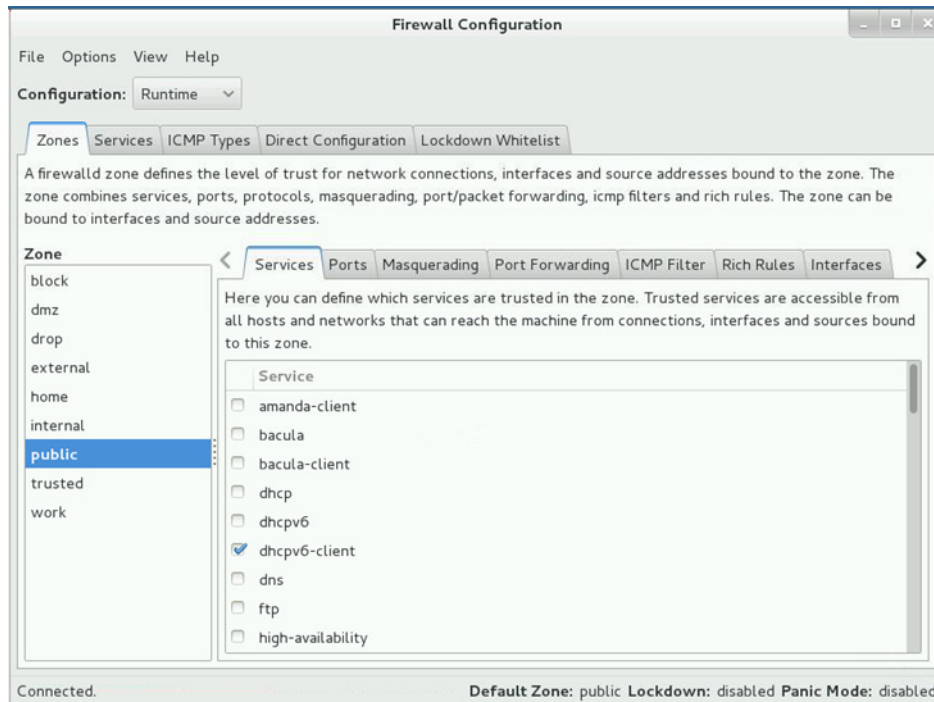 Firewall Configuration
File Options View Help
Configuration: Runtime
Zones Services ICMP Types Direct Configuration Lockdown Whitelist
A firewalld zone defines the level of trust for network connections, interfaces and source addresses bound to the zone. The
zone combines services, ports, protocols, masquerading, port/packet forwarding, icmp filters and rich rules. The zone can be
bound to interfaces and source addresses.
Zone
block
dmz
drop
external
home
internal
public
trusted
work
Services Ports Masquerading Port Forwarding ICMP Filter Rich Rules Interfaces
Here you can define which services are trusted in the zone. Trusted services are accessible from
all hosts and networks that can reach the machine from connections, interfaces and sources bound
to this zone.
Service
amanda-client
bacula
bacula-client
dhcp
dhcpv6
dhcpv6-client
dns
ftp
high-availability
Connected.
Default Zone: public Lockdown: disabled Panic Mode: disabled